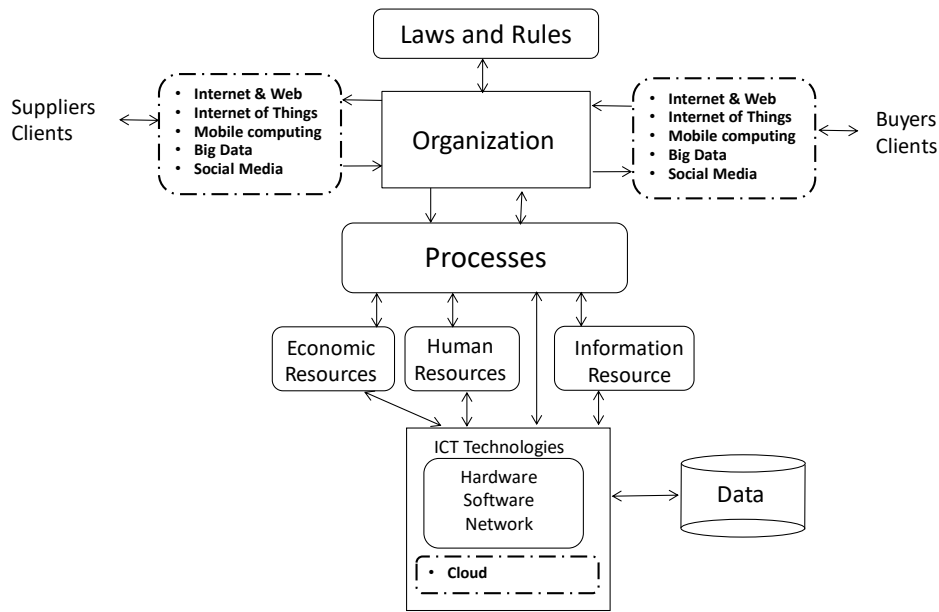 Laws and Rules
Suppliers
Clients
• Internet & Web
• Internet of Things
• Mobile computing
• Big Data
• Social Media
Organization
• Internet & Web
• Internet of Things
• Mobile computing
• Big Data
• Social Media
Buyers
Clients
Processes
Economic
Resources
Human
Resources
Information
Resource
ICT Technologies
Hardware
Software
Network
• Cloud
Data